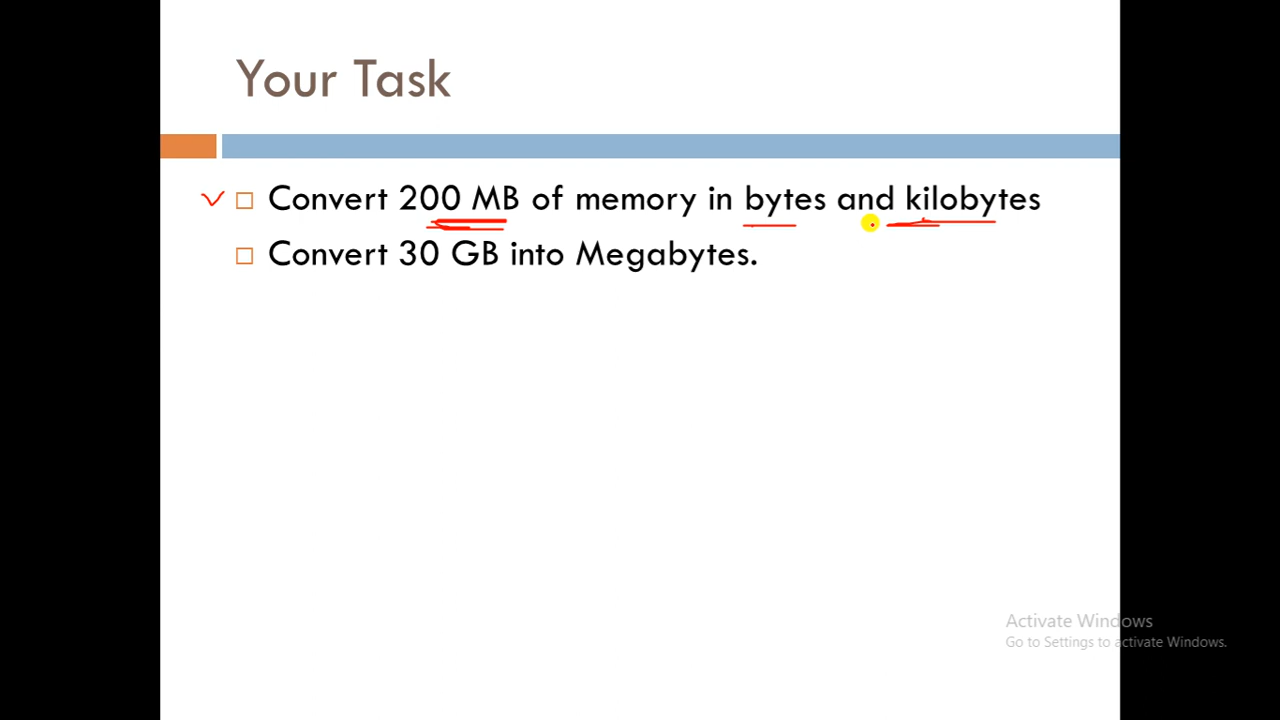 Your Task
Convert 200 MB of memory in bytes and kilobytes
Convert 30 GB into Megabytes.
Activate Windows
Go to Settings to activate Windows.